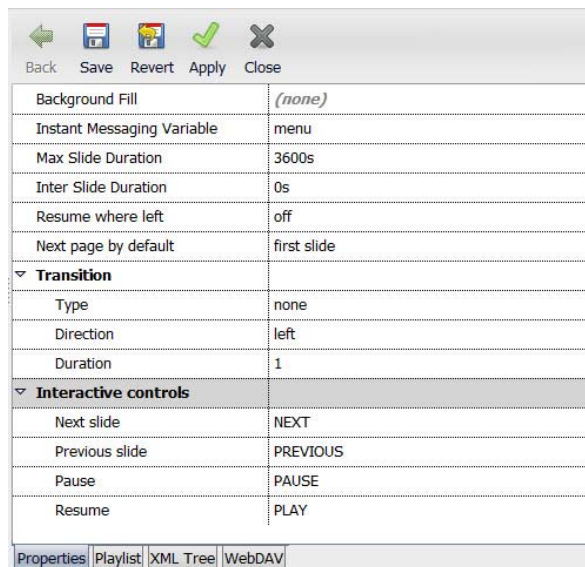 Back Save Revert Apply Close
Background Fill (none)
Instant Messaging Variable menu
Max Slide Duration 3600s
Inter Slide Duration 0s
Resume where left off
Next page by default first slide
Transition
Type none
Direction left
Duration 1
Interactive controls
Next slide NEXT
Previous slide PREVIOUS
Pause PAUSE
Resume PLAY
Properties Playlist XML Tree WebDAV